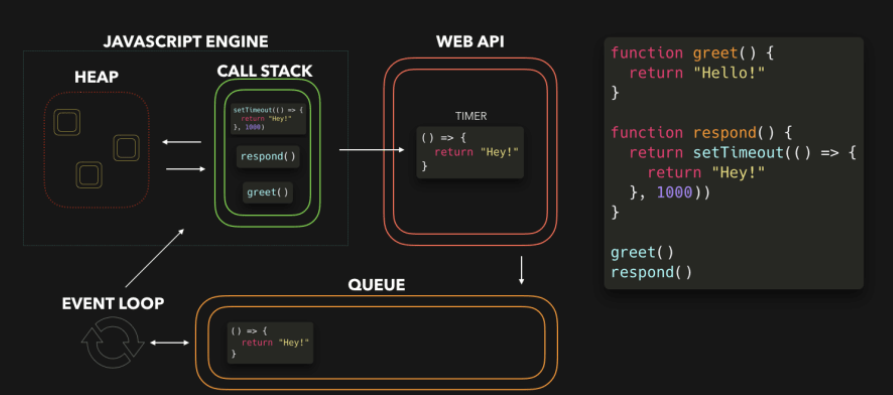 JAVASCRIPT ENGINE
HEAP
CALL STACK
setTimeout(() => {
  return "Hey!"
}, 1000)
respond()
greet()
WEB API
TIMER
() => {
  return "Hey!"
}
EVENT LOOP
QUEUE
() => {
  return "Hey!"
}
function greet() {
  return "Hello!"
}
function respond() {
  return setTimeout(() => {
    return "Hey!"
  }, 1000))
}
greet()
respond()